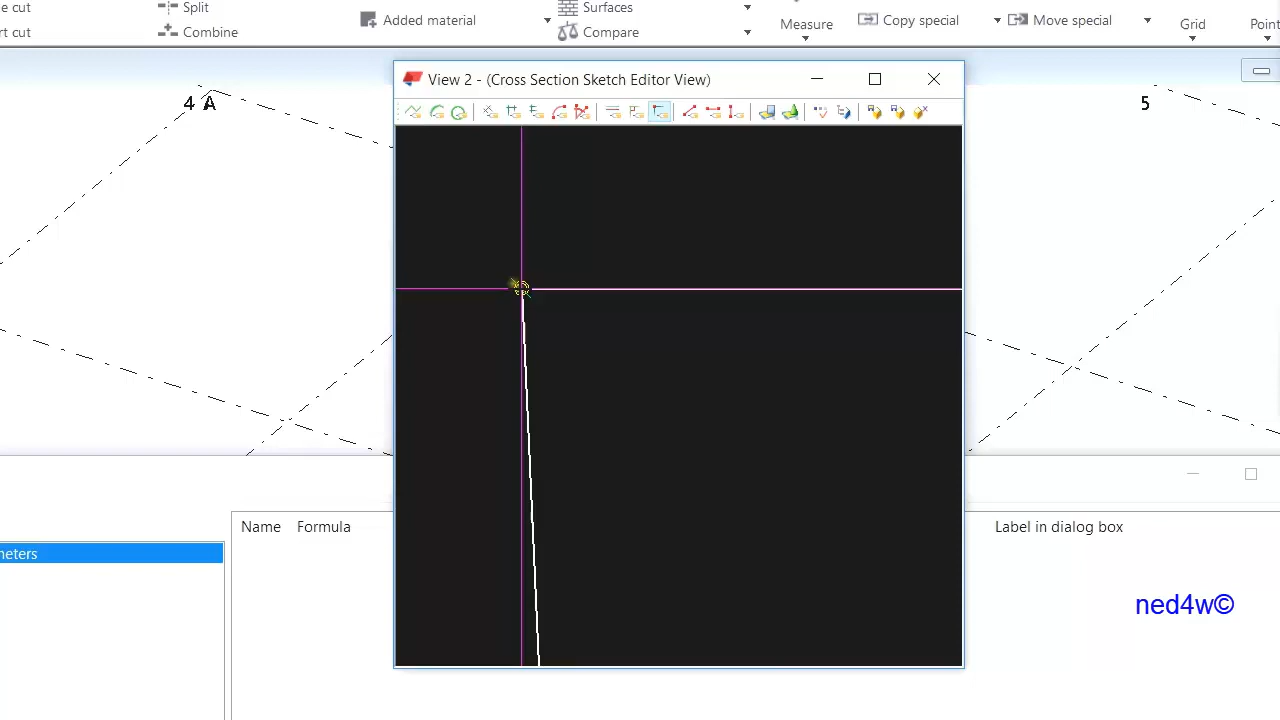 e cut
Split
Surfaces
rt cut
Combine
Added material
Compare
Measure
Copy special
Move special
Grid
Point
View 2 - (Cross Section Sketch Editor View)
4 A
5
Name Formula
Label in dialog box
neters
ned4w©